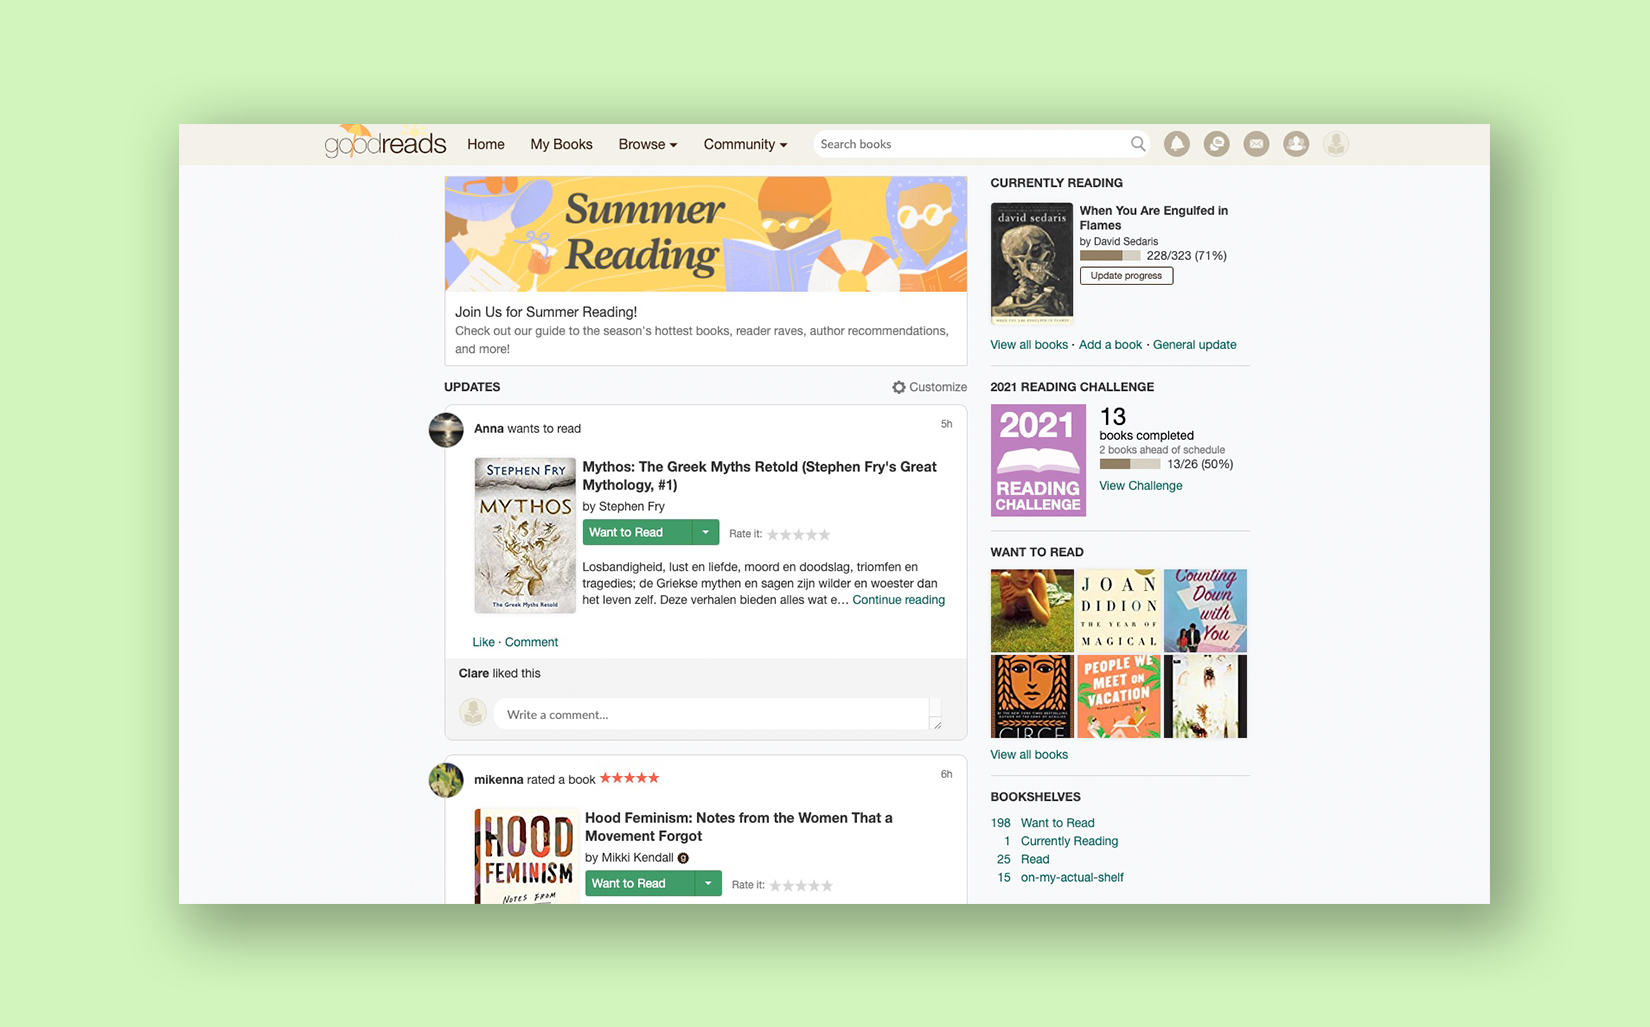 goodreads
Home
My Books
Browse
Community
Search books
Summer
Reading
Join Us for Summer Reading!
Check out our guide to the season's hottest books, reader raves, author recommendations,
and more!
UPDATES
Customize
Anna wants to read
5h
STEPHEN FRY
MYTHOS
The Greek Myths Retold
Mythos: The Greek Myths Retold (Stephen Fry's Great
Mythology, #1)
by Stephen Fry
Want to Read
Rate it:
Losbandigheid, lust en liefde, moord en doodslag, triomfen en
tragedies; de Griekse mythen en sagen zijn wilder en woester dan
het leven zelf. Deze verhalen bieden alles wat e... Continue reading
Like · Comment
Clare liked this
Write a comment...
mikenna rated a book
6h
HOOD
FEMINISM
NOTES FROM
Hood Feminism: Notes from the Women That a
Movement Forgot
by Mikki Kendall
Want to Read
Rate it:
CURRENTLY READING
david sedaris
WHEN YOU ARE ENGULFED IN FLAMES
When You Are Engulfed in
Flames
by David Sedaris
228/323 (71%)
Update progress
View all books · Add a book · General update
2021 READING CHALLENGE
2021
READING
CHALLENGE
13
books completed
2 books ahead of schedule
13/26 (50%)
View Challenge
WANT TO READ
JOAN
DIDION
THE YEAR OF
MAGICAL
Counting
Down
with
You
CIRCE
PEOPLE WE
MEET ON
VACATION
View all books
BOOKSHELVES
198 Want to Read
1 Currently Reading
25 Read
15 on-my-actual-shelf